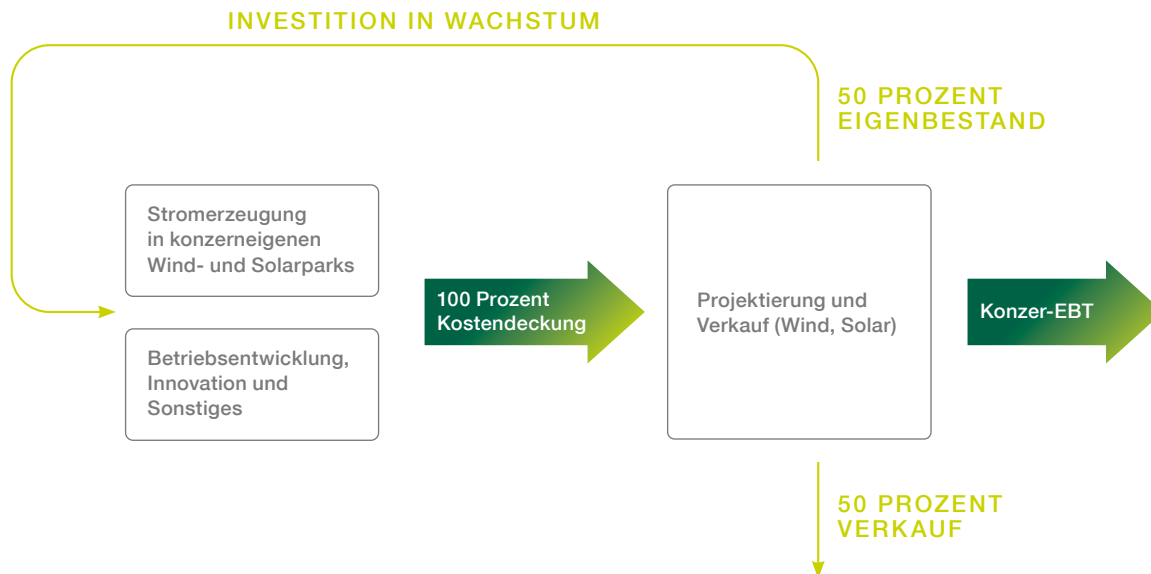 INVESTITION IN WACHSTUM
50 PROZENT
EIGENBESTAND
Stromerzeugung
in konzerneigenen
Wind- und Solarparks
Betriebsentwicklung,
Innovation und
Sonstiges
100 Prozent
Kostendeckung
Projektierung und
Verkauf (Wind, Solar)
Konzer-EBT
50 PROZENT
VERKAUF